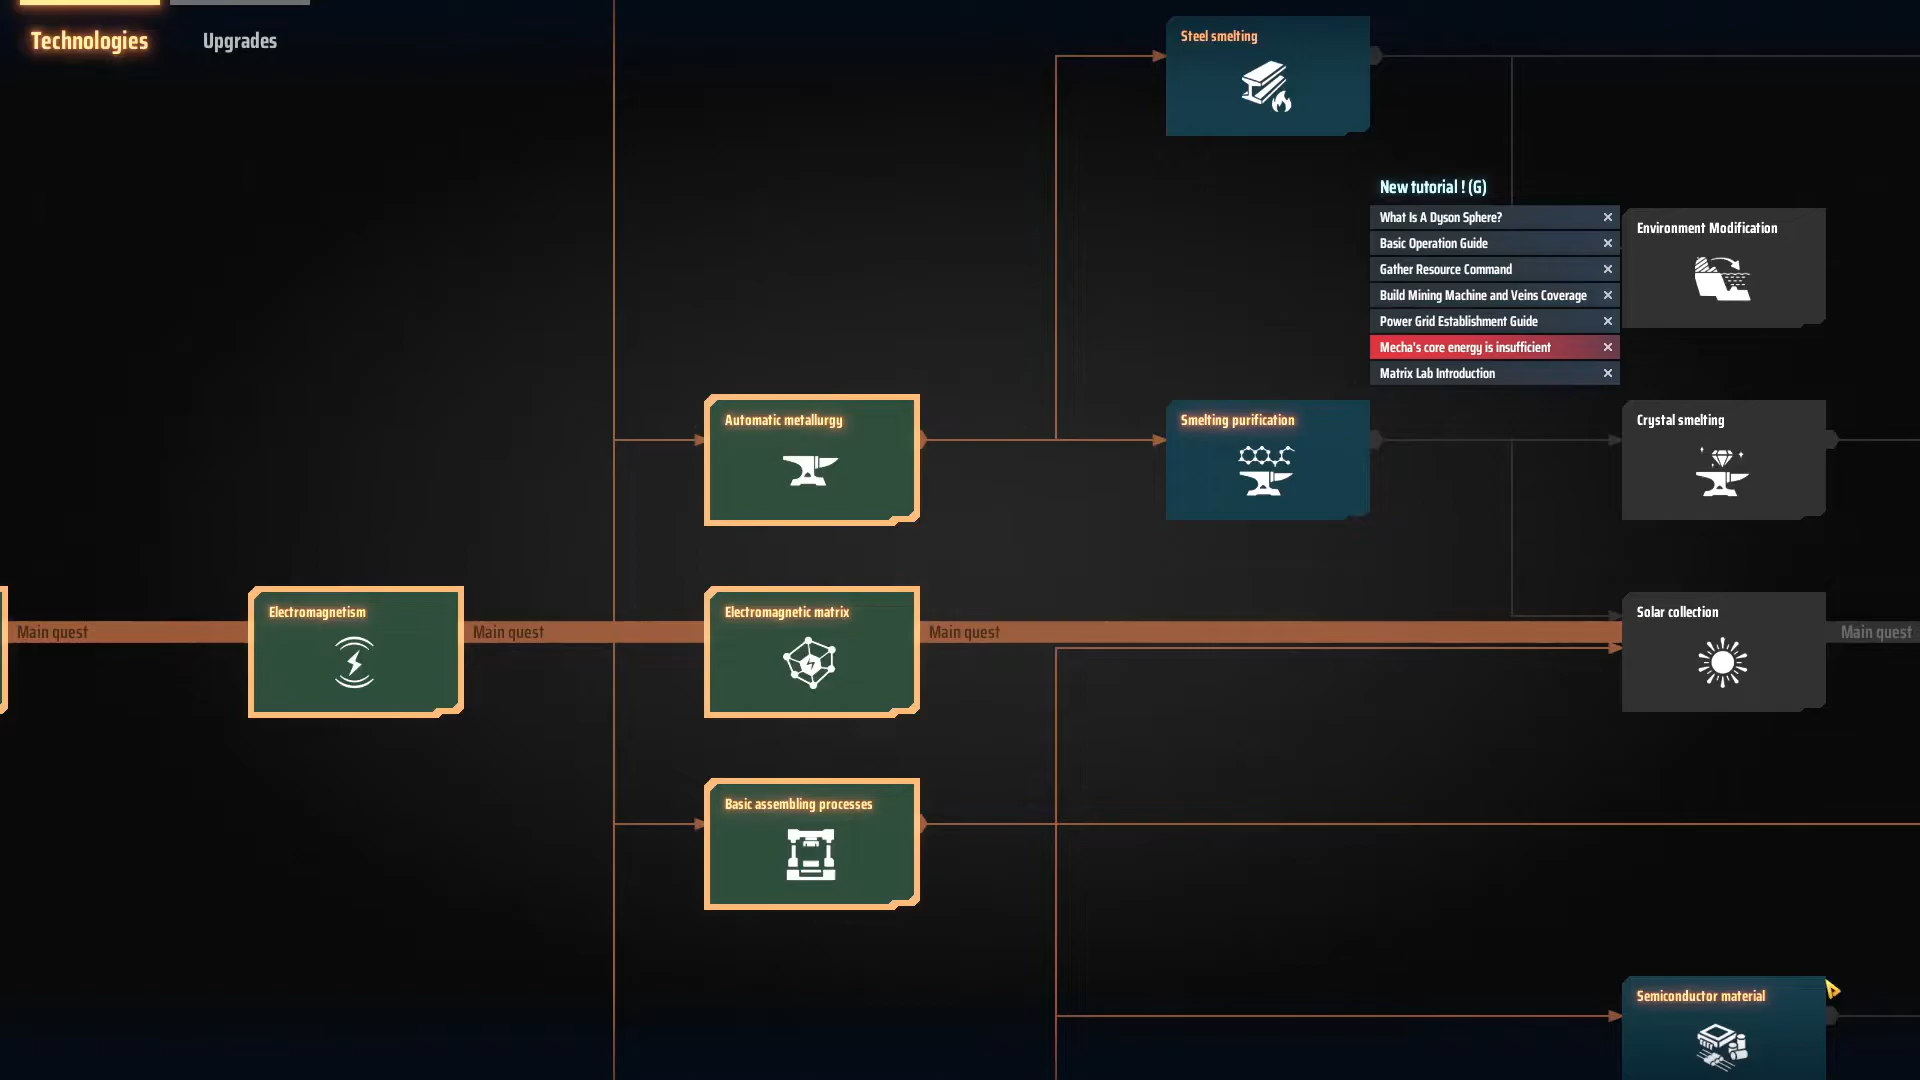 Technologies
Upgrades
Steel smelting
New tutorial ! (G)
What Is A Dyson Sphere?
Basic Operation Guide
Gather Resource Command
Build Mining Machine and Veins Coverage
Power Grid Establishment Guide
Mecha's core energy is insufficient
Matrix Lab Introduction
Environment Modification
Automatic metallurgy
Smelting purification
Crystal smelting
Main quest
Electromagnetism
Main quest
Electromagnetic matrix
Main quest
Solar collection
Main quest
Basic assembling processes
Semiconductor material